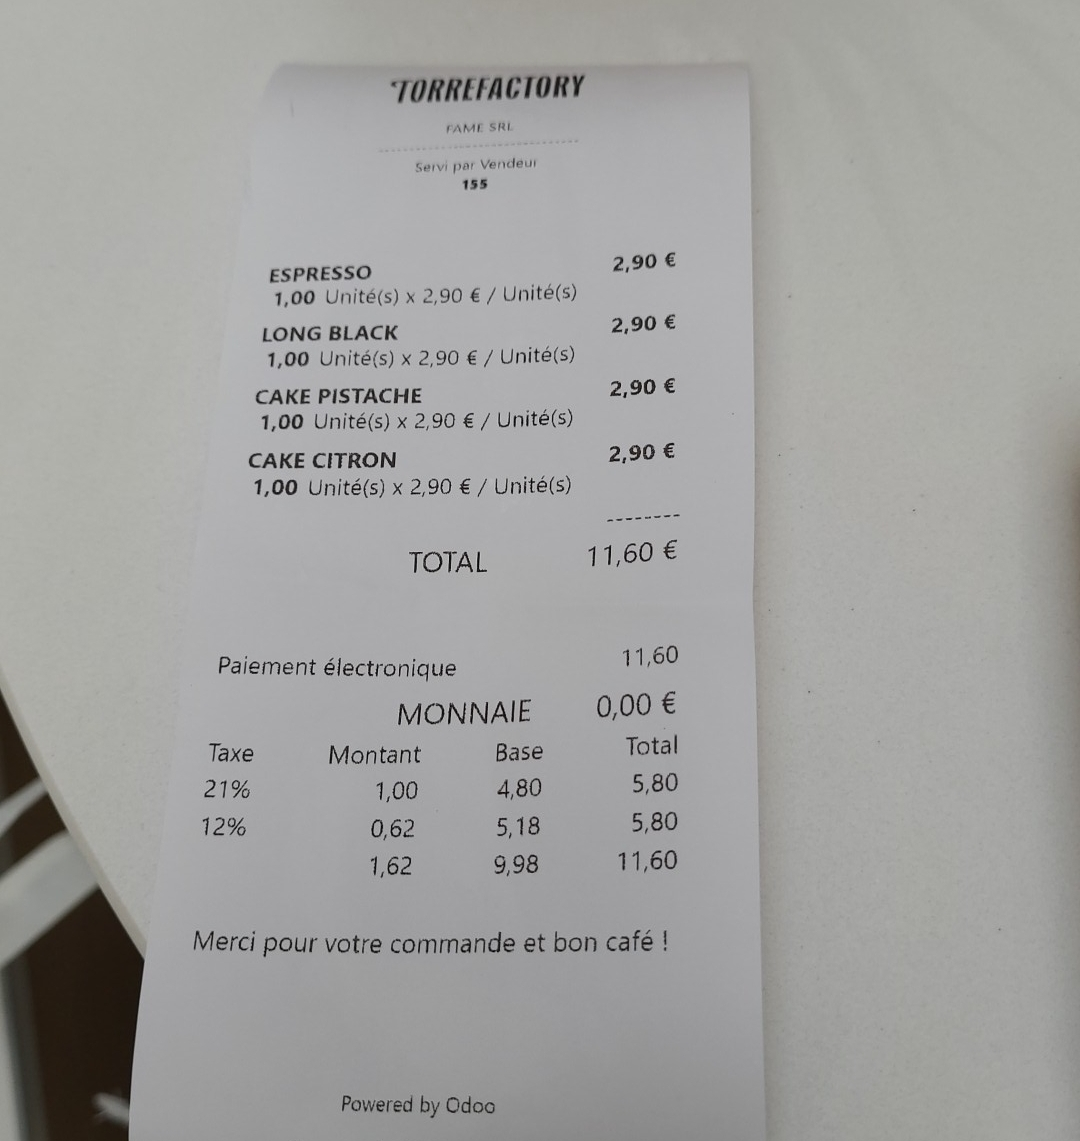 TORREFACTORY
FAME SRL
--------------------------------
Servi par Vendeur
155
ESPRESSO 2,90 €
1,00 Unité(s) x 2,90 € / Unité(s)
LONG BLACK 2,90 €
1,00 Unité(s) x 2,90 € / Unité(s)
CAKE PISTACHE 2,90 €
1,00 Unité(s) x 2,90 € / Unité(s)
CAKE CITRON 2,90 €
1,00 Unité(s) x 2,90 € / Unité(s)
--------
TOTAL 11,60 €
Paiement électronique 11,60
MONNAIE 0,00 €
Taxe Montant Base Total
21% 1,00 4,80 5,80
12% 0,62 5,18 5,80
1,62 9,98 11,60
Merci pour votre commande et bon café !
Powered by Odoo